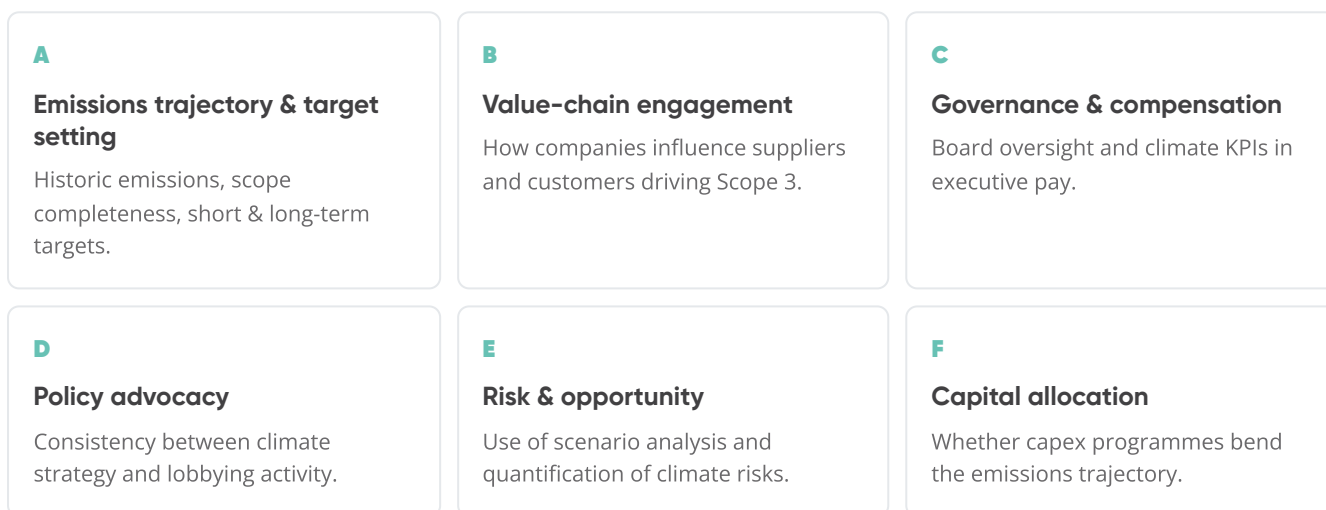 A
Emissions trajectory & target
setting
Historic emissions, scope
completeness, short & long-term
targets.
B
Value-chain engagement
How companies influence suppliers
and customers driving Scope 3.
C
Governance & compensation
Board oversight and climate KPIs in
executive pay.
D
Policy advocacy
Consistency between climate
strategy and lobbying activity.
E
Risk & opportunity
Use of scenario analysis and
quantification of climate risks.
F
Capital allocation
Whether capex programmes bend
the emissions trajectory.